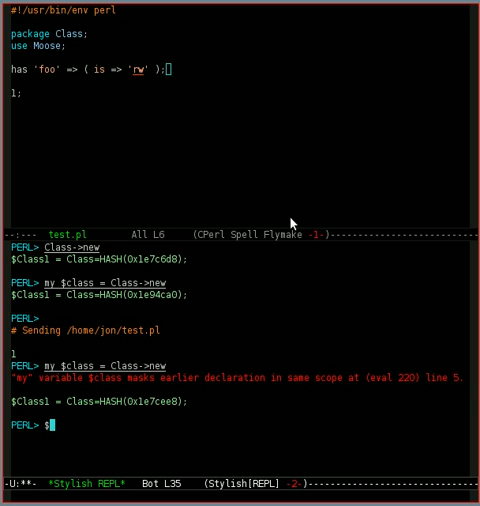 #!/usr/bin/env perl
package Class;
use Moose;
has 'foo' => ( is => 'rw' );
1;
--:--- test.pl All L6 (CPerl Spell Flymake -1-)---------------------------
PERL> Class->new
$Class1 = Class=HASH(0x1e7c6d8);
PERL> my $class = Class->new
$Class1 = Class=HASH(0x1e94ca0);
PERL>
# Sending /home/jon/test.pl
1
PERL> my $class = Class->new
"my" variable $class masks earlier declaration in same scope at (eval 220) line 5.
$Class1 = Class=HASH(0x1e7cee8);
PERL> $
-U:**- *Stylish REPL* Bot L35 (Stylish[REPL] -2-)-------------------------------